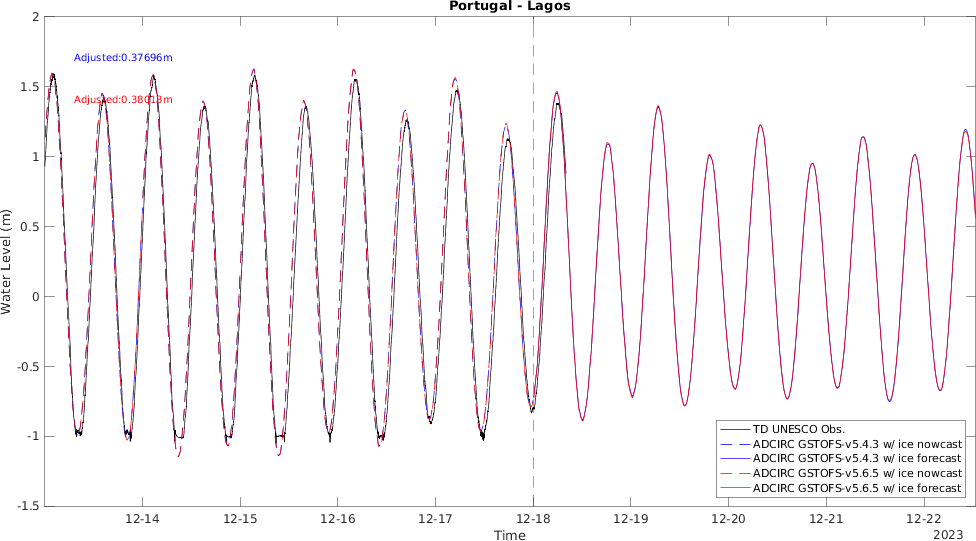 Portugal - Lagos
2
Adjusted:0.37696m
1.5
Adjusted:0.38013m
1
0.5
0
-0.5
-1
-1.5
Water Level (m)
TD UNESCO Obs.
ADCIRC GSTOFS-v5.4.3 w/ ice nowcast
ADCIRC GSTOFS-v5.4.3 w/ ice forecast
ADCIRC GSTOFS-v5.6.5 w/ ice nowcast
ADCIRC GSTOFS-v5.6.5 w/ ice forecast
12-14 12-15 12-16 12-17 12-18 12-19 12-20 12-21 12-22
Time
2023